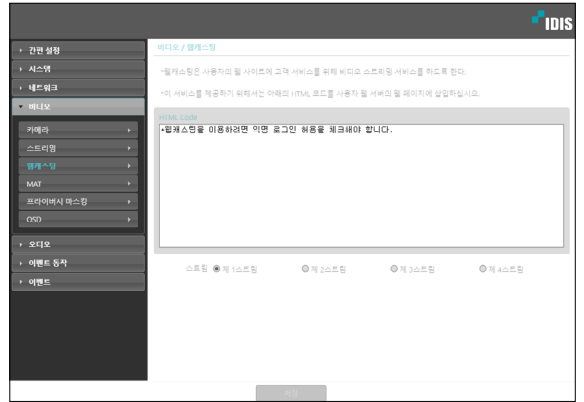 IDIS
간편 설정
시스템
네트워크
비디오
카메라
스트리밍
웹캐스팅
MAT
프라이버시 마스킹
OSD
오디오
이벤트 동작
이벤트
비디오 / 웹캐스팅
*웹캐스팅은 사용자의 웹 사이트에 고객 서비스를 위해 비디오 스트리밍 서비스를 하도록 한다.
*이 서비스를 제공하기 위해서는 아래의 HTML 코드를 사용자 웹 서버의 웹 페이지에 삽입하십시오.
HTML Code
*웹캐스팅을 이용하려면 익명 로그인 허용을 체크해야 합니다.
스트림 제 1스트림 제 2스트림 제 3스트림 제 4스트림
저장